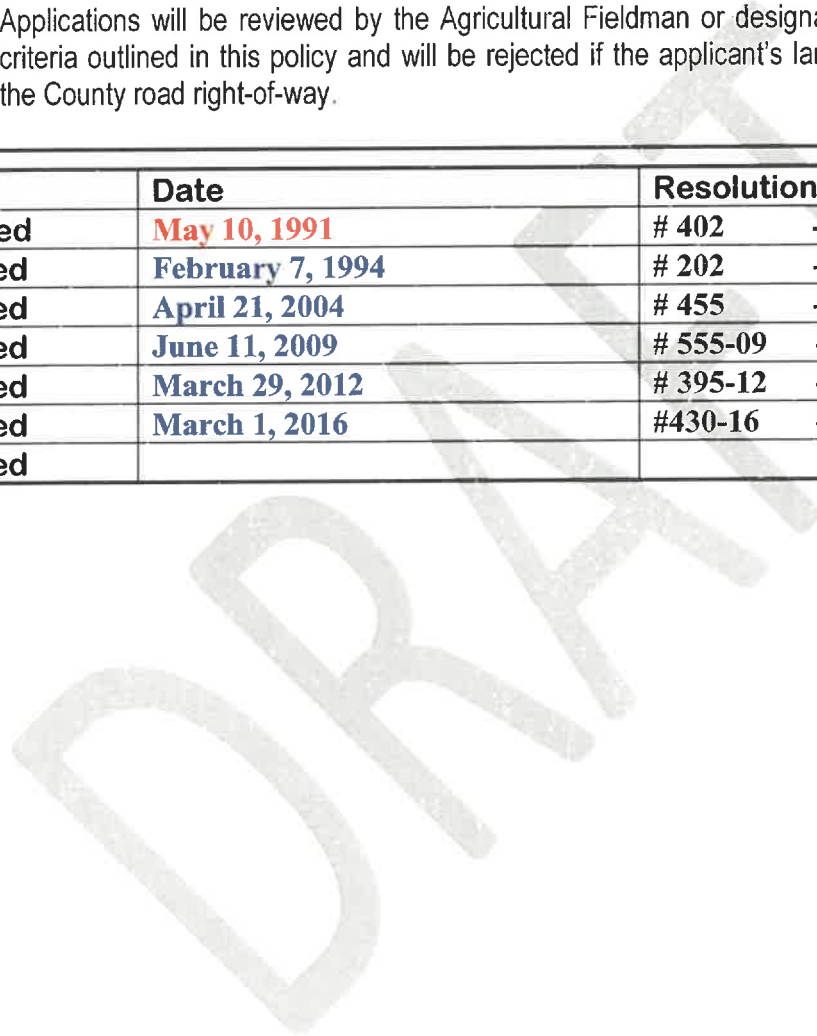 Applications will be reviewed by the Agricultural Fieldman or designa
criteria outlined in this policy and will be rejected if the applicant's lan
the County road right-of-way.
Date Resolution
ed May 10, 1991 # 402 -
ed February 7, 1994 # 202 -
ed April 21, 2004 # 455 -
ed June 11, 2009 # 555-09 -
ed March 29, 2012 # 395-12 -
ed March 1, 2016 #430-16 -
ed
DRAFT